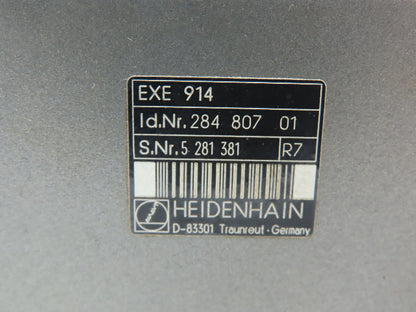 EXE 914
Id.Nr. 284 807 01
S.Nr. 5 281 381 R7
HEIDENHAIN
D-83301 Traunreut · Germany